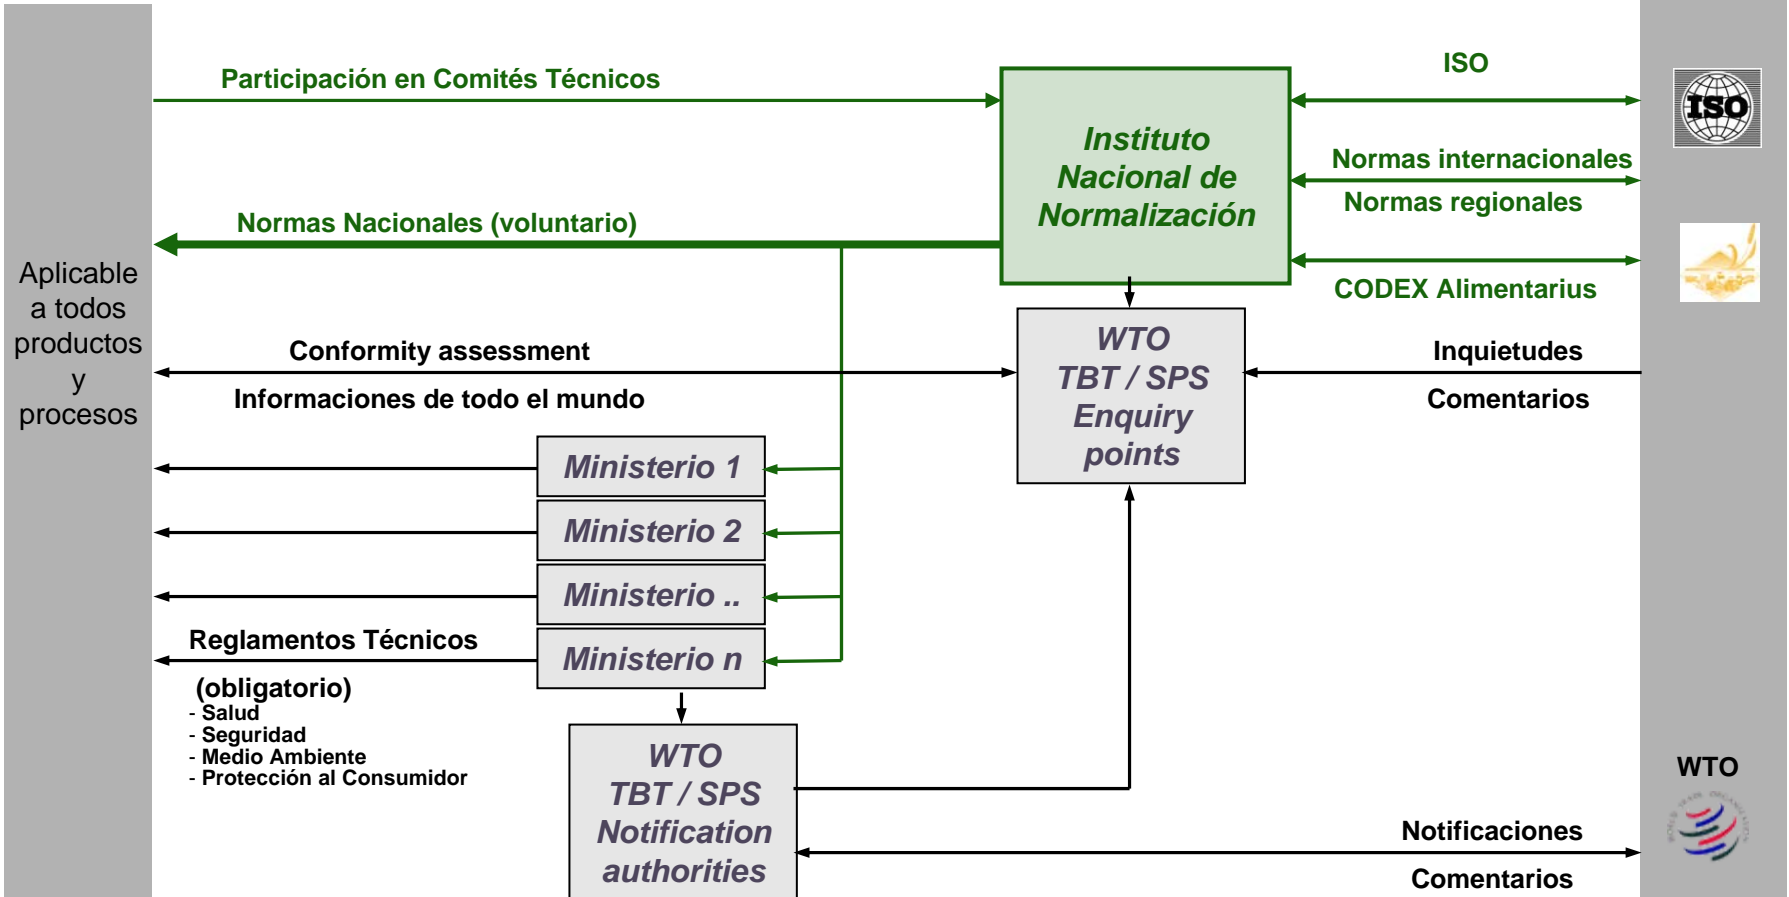 Aplicable
a todos
productos
y
procesos
Participación en Comités Técnicos
Normas Nacionales (voluntario)
Instituto
Nacional de
Normalización
ISO
ISO
Normas internacionales
Normas regionales
CODEX Alimentarius
Conformity assessment
Informaciones de todo el mundo
WTO
TBT / SPS
Enquiry
points
Inquietudes
Comentarios
Ministerio 1
Ministerio 2
Ministerio ..
Ministerio n
Reglamentos Técnicos
(obligatorio)
- Salud
- Seguridad
- Medio Ambiente
- Protección al Consumidor
WTO
TBT / SPS
Notification
authorities
Notificaciones
Comentarios
WTO
WORLD TRADE ORGANIZATION